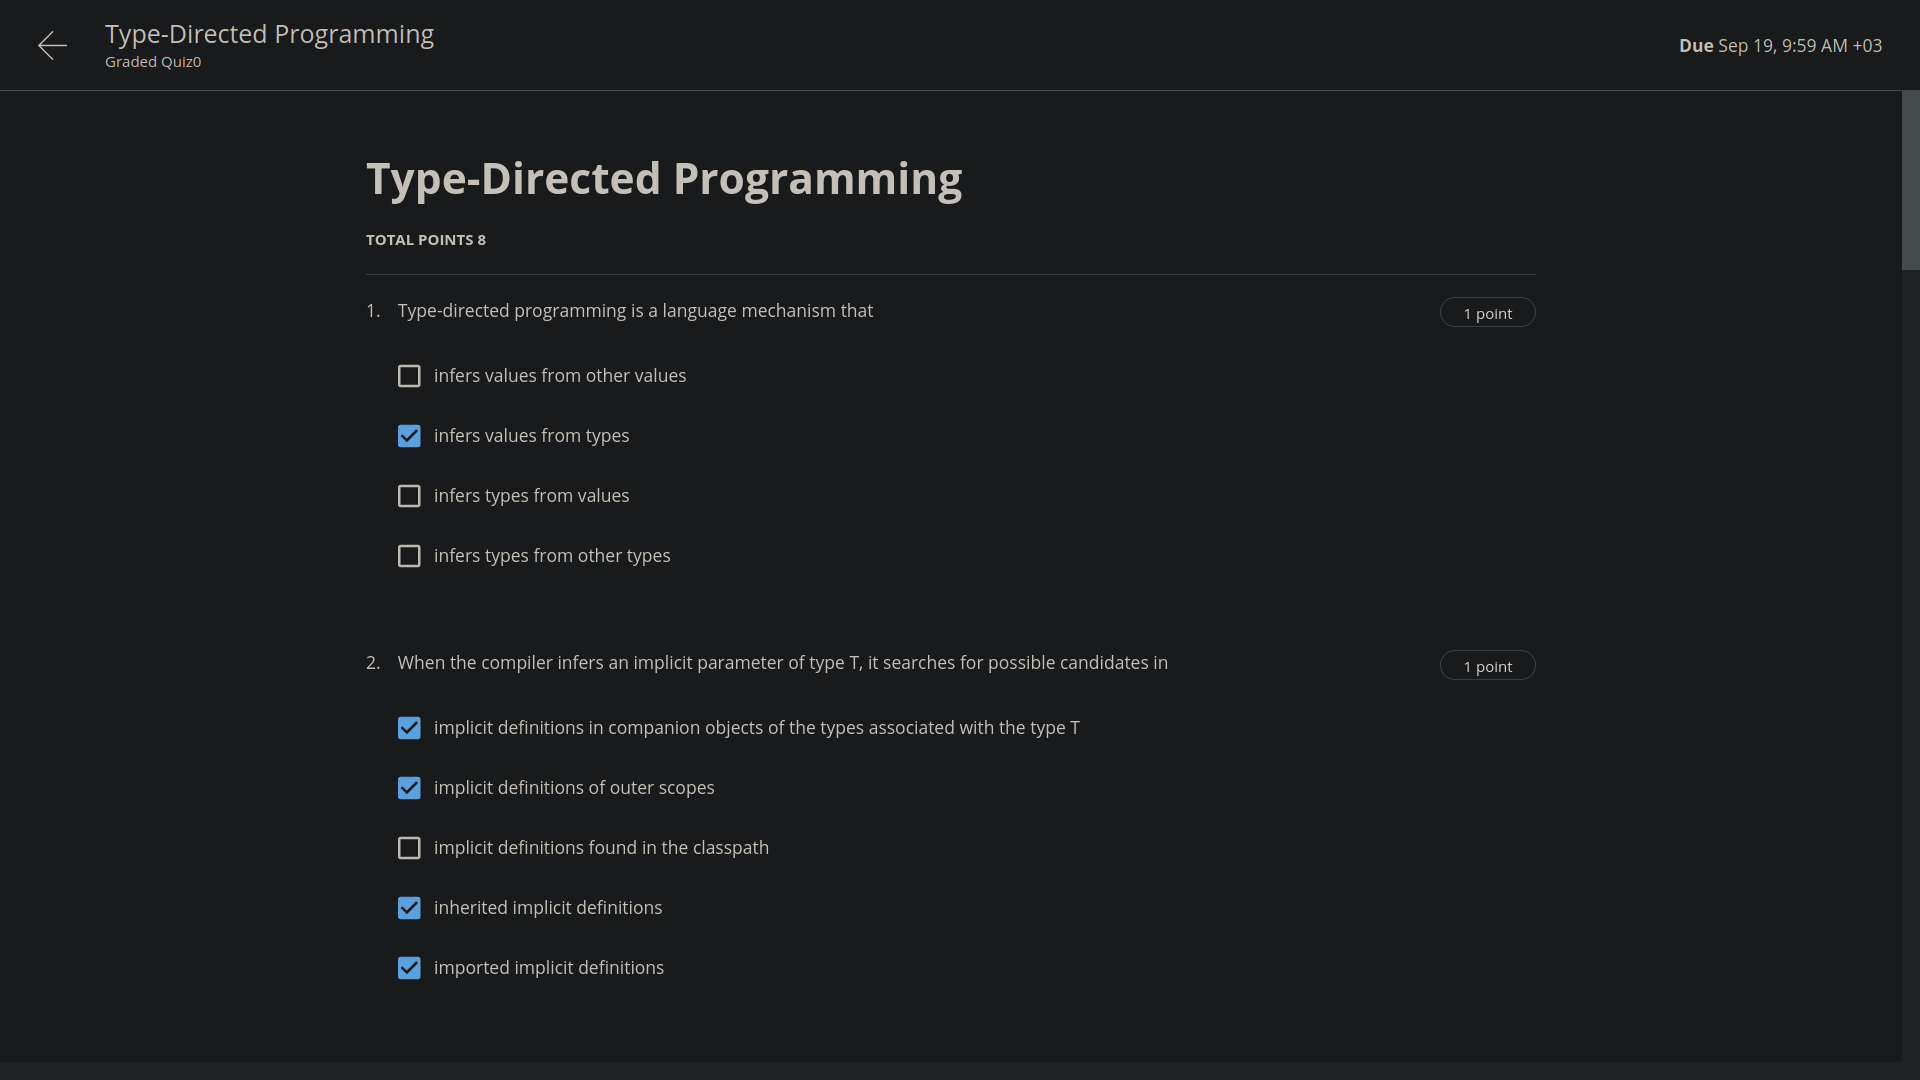 Type-Directed Programming
Graded Quiz0
Due Sep 19, 9:59 AM +03
Type-Directed Programming
TOTAL POINTS 8
1. Type-directed programming is a language mechanism that
1 point
infers values from other values
infers values from types
infers types from values
infers types from other types
2. When the compiler infers an implicit parameter of type T, it searches for possible candidates in
1 point
implicit definitions in companion objects of the types associated with the type T
implicit definitions of outer scopes
implicit definitions found in the classpath
inherited implicit definitions
imported implicit definitions